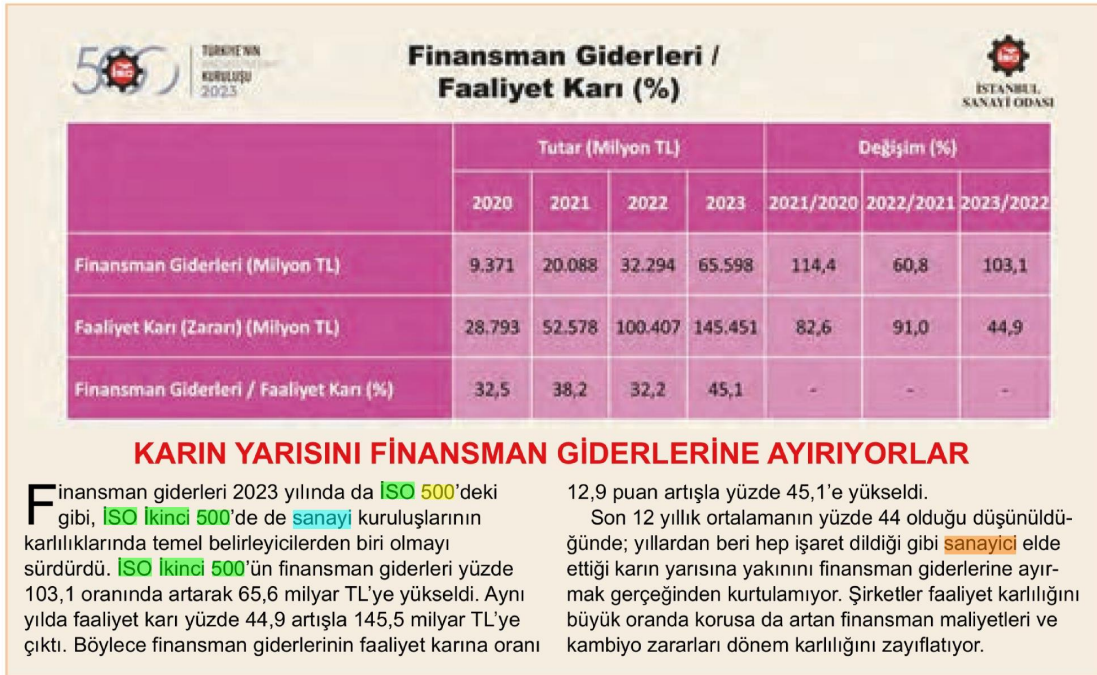 500
İSO
TÜRKİYE'NİN
KURULUŞU
2023
Finansman Giderleri /
Faaliyet Karı (%)
İSO
İSTANBUL
SANAYİ ODASI
Tutar (Milyon TL) Değişim (%)
2020 2021 2022 2023 2021/2020 2022/2021 2023/2022
Finansman Giderleri (Milyon TL) 9.371 20.088 32.294 65.598 114,4 60,8 103,1
Faaliyet Karı (Zararı) (Milyon TL) 28.793 52.578 100.407 145.451 82,6 91,0 44,9
Finansman Giderleri / Faaliyet Karı (%) 32,5 38,2 32,2 45,1 - - -
KARIN YARISINI FİNANSMAN GİDERLERİNE AYIRIYORLAR
Finansman giderleri 2023 yılında da İSO 500'deki
gibi, İSO İkinci 500'de de sanayi kuruluşlarının
karlılıklarında temel belirleyicilerden biri olmayı
sürdürdü. İSO İkinci 500'ün finansman giderleri yüzde
103,1 oranında artarak 65,6 milyar TL'ye yükseldi. Aynı
yılda faaliyet karı yüzde 44,9 artışla 145,5 milyar TL'ye
çıktı. Böylece finansman giderlerinin faaliyet karına oranı
12,9 puan artışla yüzde 45,1'e yükseldi.
Son 12 yıllık ortalamanın yüzde 44 olduğu düşünüldü-
ğünde; yıllardan beri hep işaret dildiği gibi sanayici elde
ettiği karın yarısına yakınını finansman giderlerine ayır-
mak gerçeğinden kurtulamıyor. Şirketler faaliyet karlılığını
büyük oranda korusa da artan finansman maliyetleri ve
kambiyo zararları dönem karlılığını zayıflatıyor.